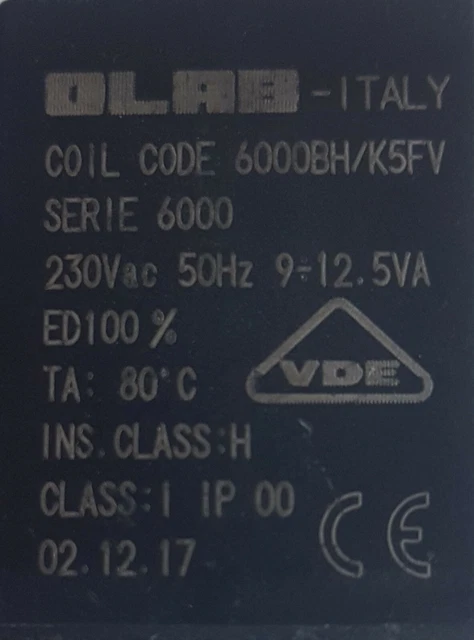 OLAB - ITALY
COIL CODE 6000BH/K5FV
SERIE 6000
230Vac 50Hz 9÷12.5VA
ED100%
TA: 80°C
VDE
INS. CLASS:H
CLASS:I IP 00
02.12.17
CE